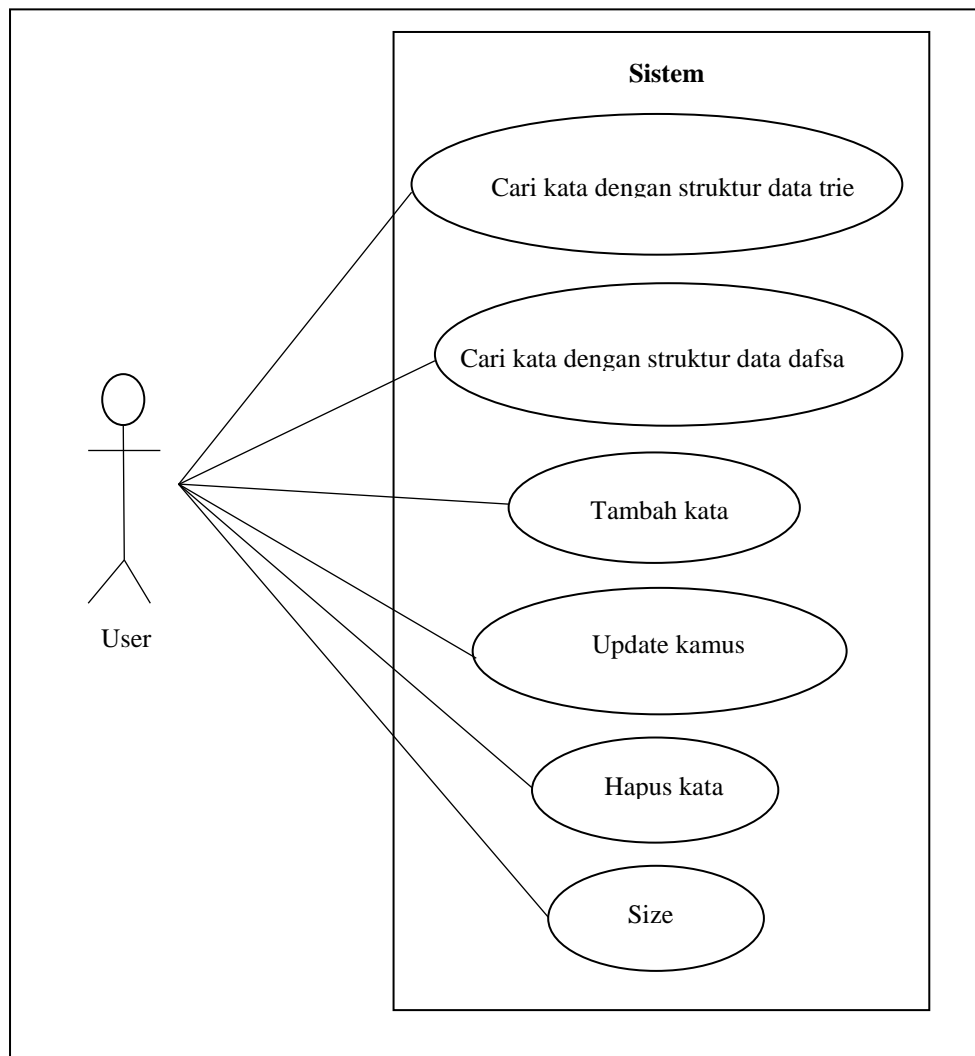 Sistem
Cari kata dengan struktur data trie
Cari kata dengan struktur data dafsa
Tambah kata
User
Update kamus
Hapus kata
Size